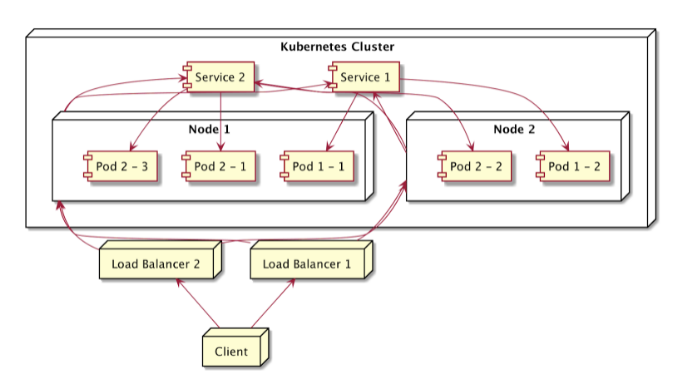 Kubernetes Cluster
Service 2
Service 1
Node 1
Node 2
Pod 2 – 3
Pod 2 – 1
Pod 1 – 1
Pod 2 – 2
Pod 1 – 2
Load Balancer 2
Load Balancer 1
Client